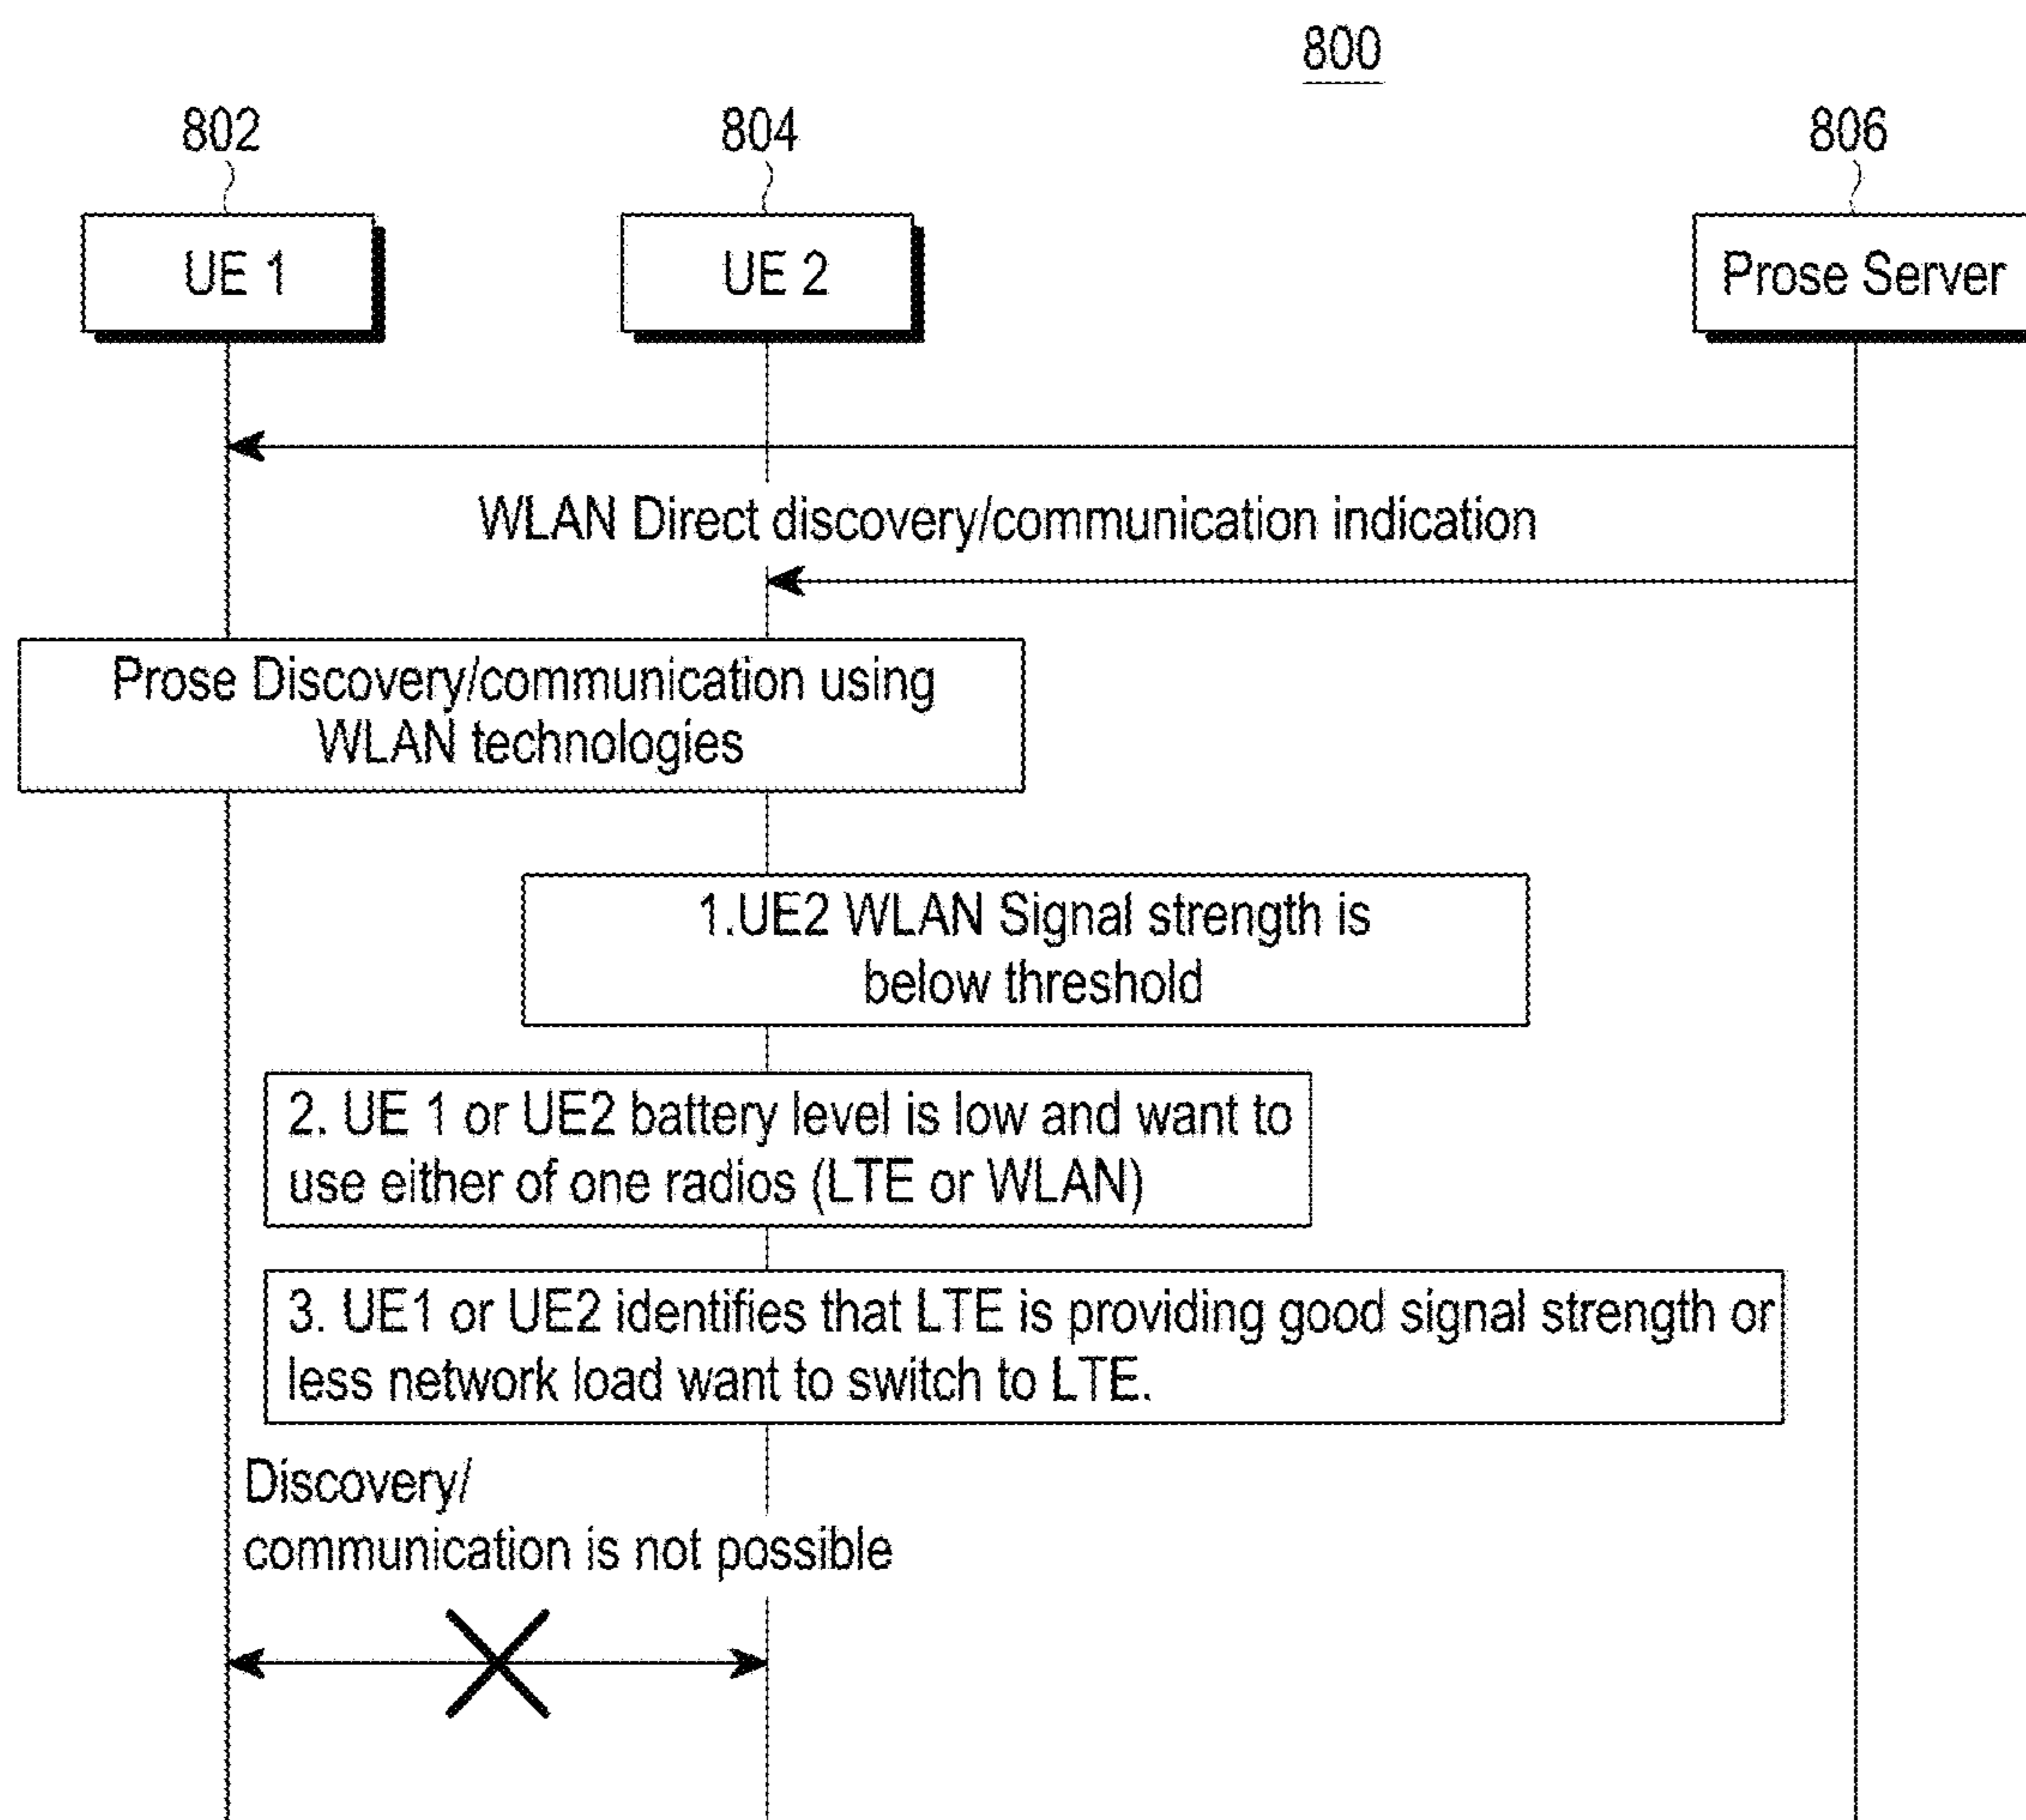 800
802
804
806
UE 1
UE 2
Prose Server
WLAN Direct discovery/communication indication
Prose Discovery/communication using
WLAN technologies
1.UE2 WLAN Signal strength is
below threshold
2. UE 1 or UE2 battery level is low and want to
use either of one radios (LTE or WLAN)
3. UE1 or UE2 identifies that LTE is providing good signal strength or
less network load want to switch to LTE.
Discovery/
communication is not possible